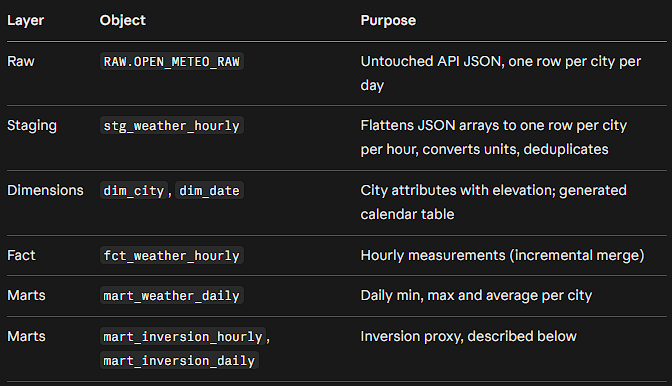 Layer Object Purpose
Raw RAW.OPEN_METEO_RAW Untouched API JSON, one row per city per
day
Staging stg_weather_hourly Flattens JSON arrays to one row per city
per hour, converts units, deduplicates
Dimensions dim_city, dim_date City attributes with elevation; generated
calendar table
Fact fct_weather_hourly Hourly measurements (incremental merge)
Marts mart_weather_daily Daily min, max and average per city
Marts mart_inversion_hourly, Inversion proxy, described below
mart_inversion_daily